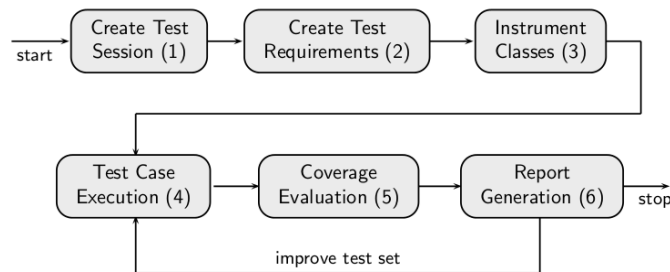 start
Create Test
Session (1)
Create Test
Requirements (2)
Instrument
Classes (3)
Test Case
Execution (4)
Coverage
Evaluation (5)
Report
Generation (6)
stop
improve test set